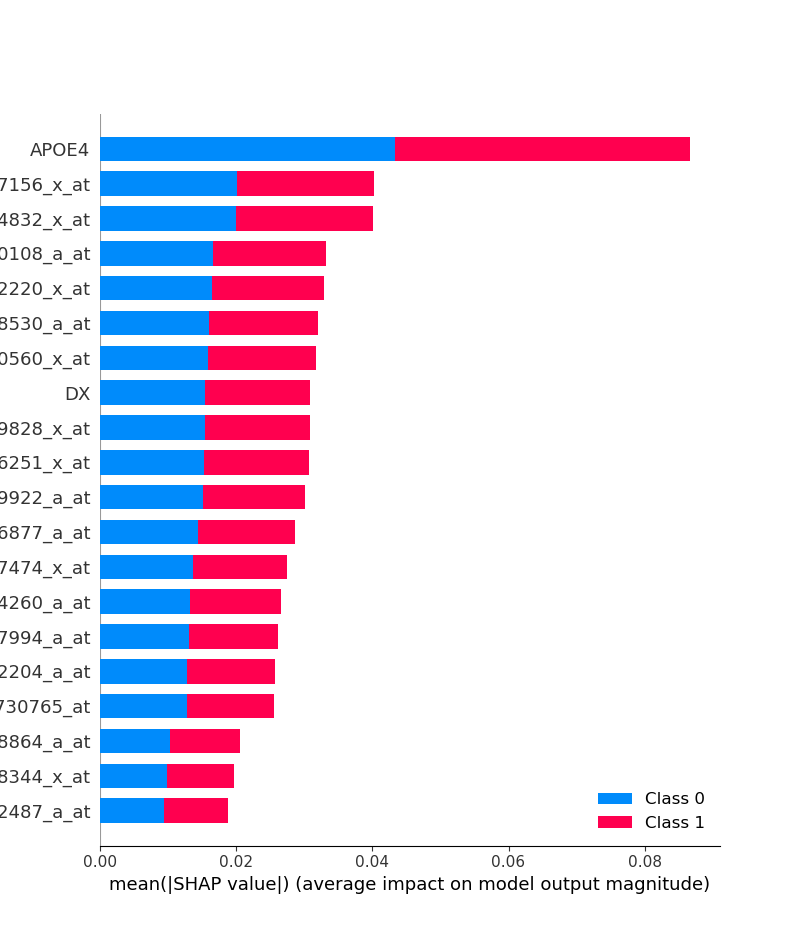 APOE4
7156_x_at
4832_x_at
0108_a_at
2220_x_at
8530_a_at
0560_x_at
DX
9828_x_at
6251_x_at
9922_a_at
6877_a_at
7474_x_at
4260_a_at
7994_a_at
2204_a_at
730765_at
8864_a_at
8344_x_at
2487_a_at
Class 0
Class 1
0.00 0.02 0.04 0.06 0.08
mean(|SHAP value|) (average impact on model output magnitude)